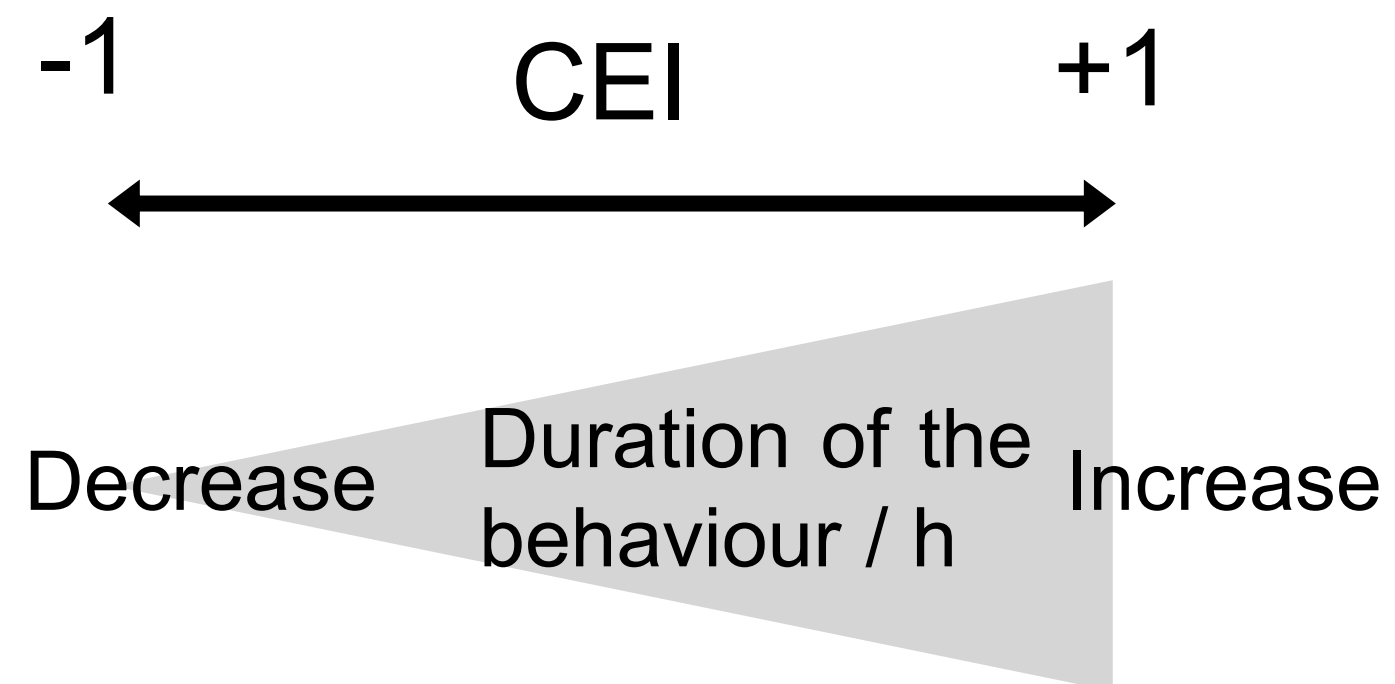 -1 CEI +1
Decrease
Duration of the
behaviour / h
Increase